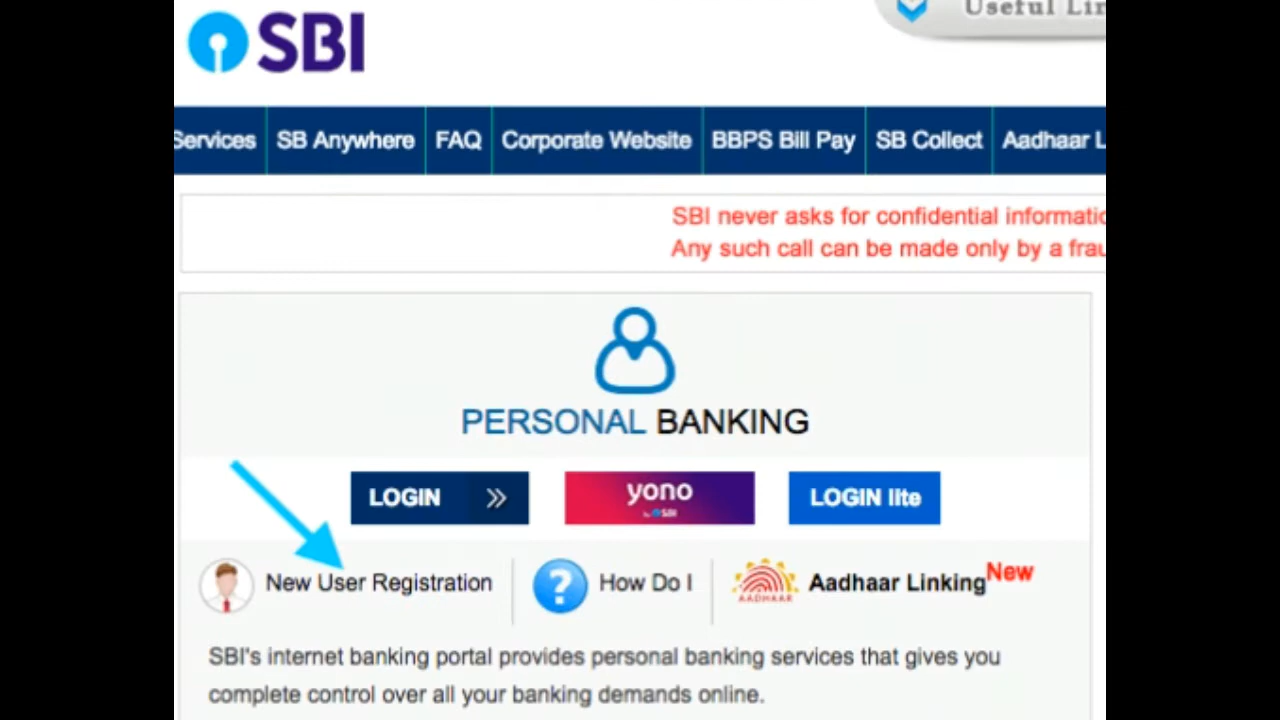 Useful
SBI
Services SB Anywhere FAQ Corporate Website BBPS Bill Pay SB Collect Aadhaar
SBI never asks for confidential
Any such call can be made only by a
PERSONAL BANKING
LOGIN >> yono LOGIN lite
by SBI
New User Registration ? How Do I AADHAAR Aadhaar Linking New
SBI's internet banking portal provides personal banking services that gives you
complete control over all your banking demands online.